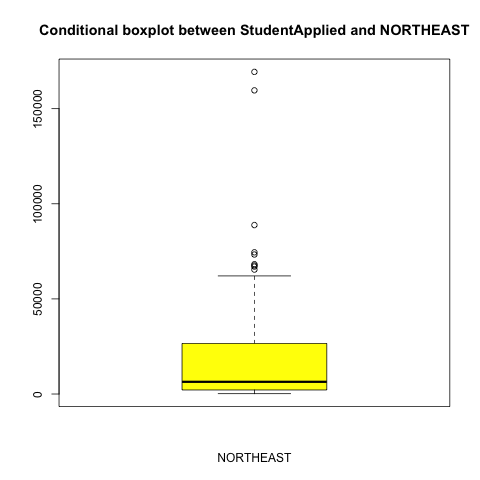 Conditional boxplot between StudentApplied and NORTHEAST
150000
100000
50000
0
NORTHEAST